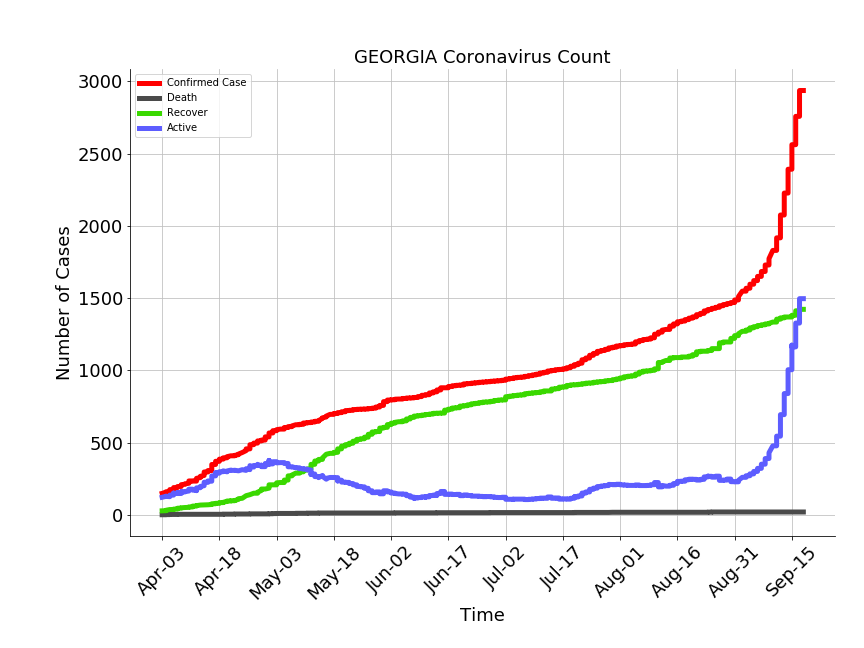 GEORGIA Coronavirus Count
Confirmed Case
Death
Recover
Active
Number of Cases
3000
2500
2000
1500
1000
500
0
Apr-03
Apr-18
May-03
May-18
Jun-02
Jun-17
Jul-02
Jul-17
Aug-01
Aug-16
Aug-31
Sep-15
Time